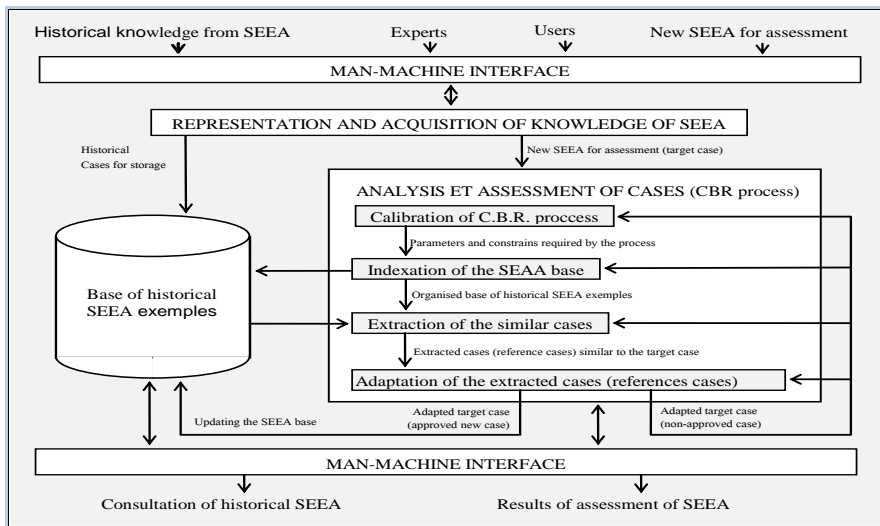 Historical knowledge from SEEA
Experts
Users
New SEEA for assessment
MAN-MACHINE INTERFACE
REPRESENTATION AND ACQUISITION OF KNOWLEDGE OF SEEA
Historical
Cases for storage
New SEEA for assessment (target case)
ANALYSIS ET ASSESSMENT OF CASES (CBR process)
Calibration of C.B.R. proccess
Parameters and constrains required by the process
Indexation of the SEAA base
Organised base of historical SEEA exemples
Base of historical
SEEA exemples
Extraction of the similar cases
Extracted cases (reference cases) similar to the target case
Adaptation of the extracted cases (references cases)
Updating the SEEA base
Adapted target case
(approved new case)
Adapted target case
(non-approved case)
MAN-MACHINE INTERFACE
Consultation of historical SEEA
Results of assessment of SEEA